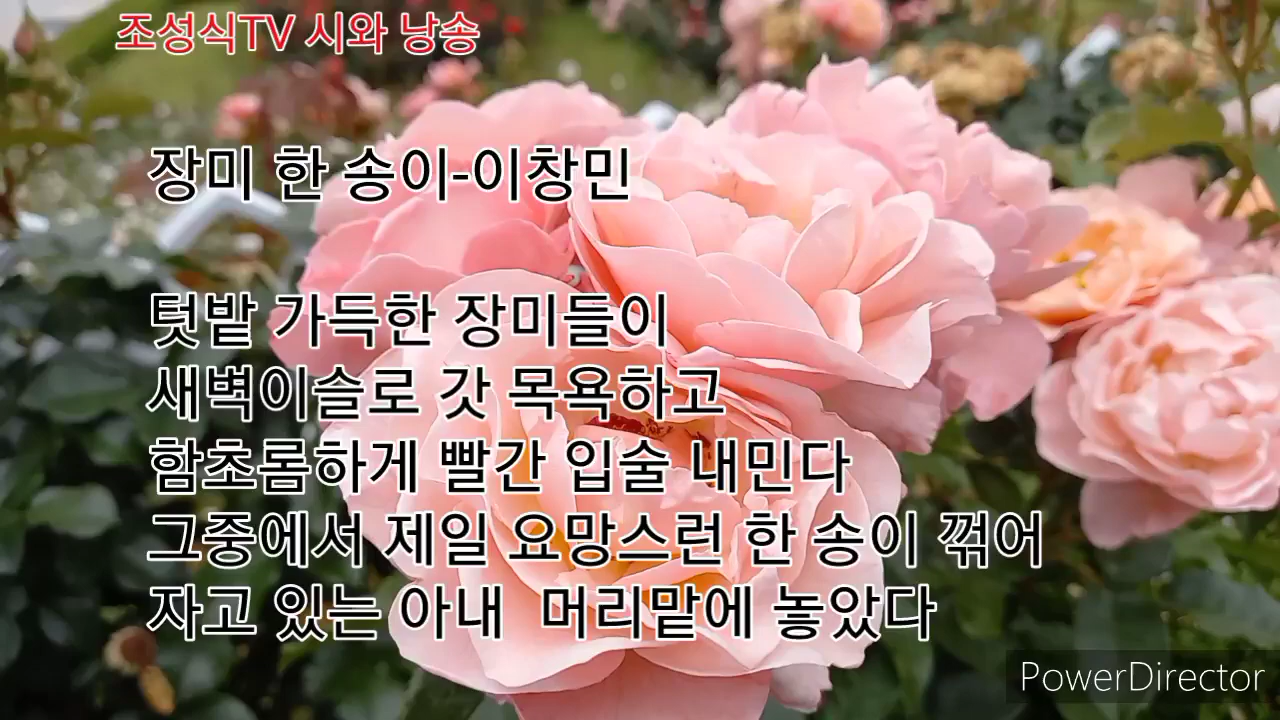 조성식TV 시와 낭송
장미 한 송이-이창민
텃밭 가득한 장미들이
새벽이슬로 갓 목욕하고
함초롬하게 빨간 입술 내민다
그중에서 제일 요망스런 한 송이 꺾어
자고 있는 아내 머리맡에 놓았다
PowerDirector